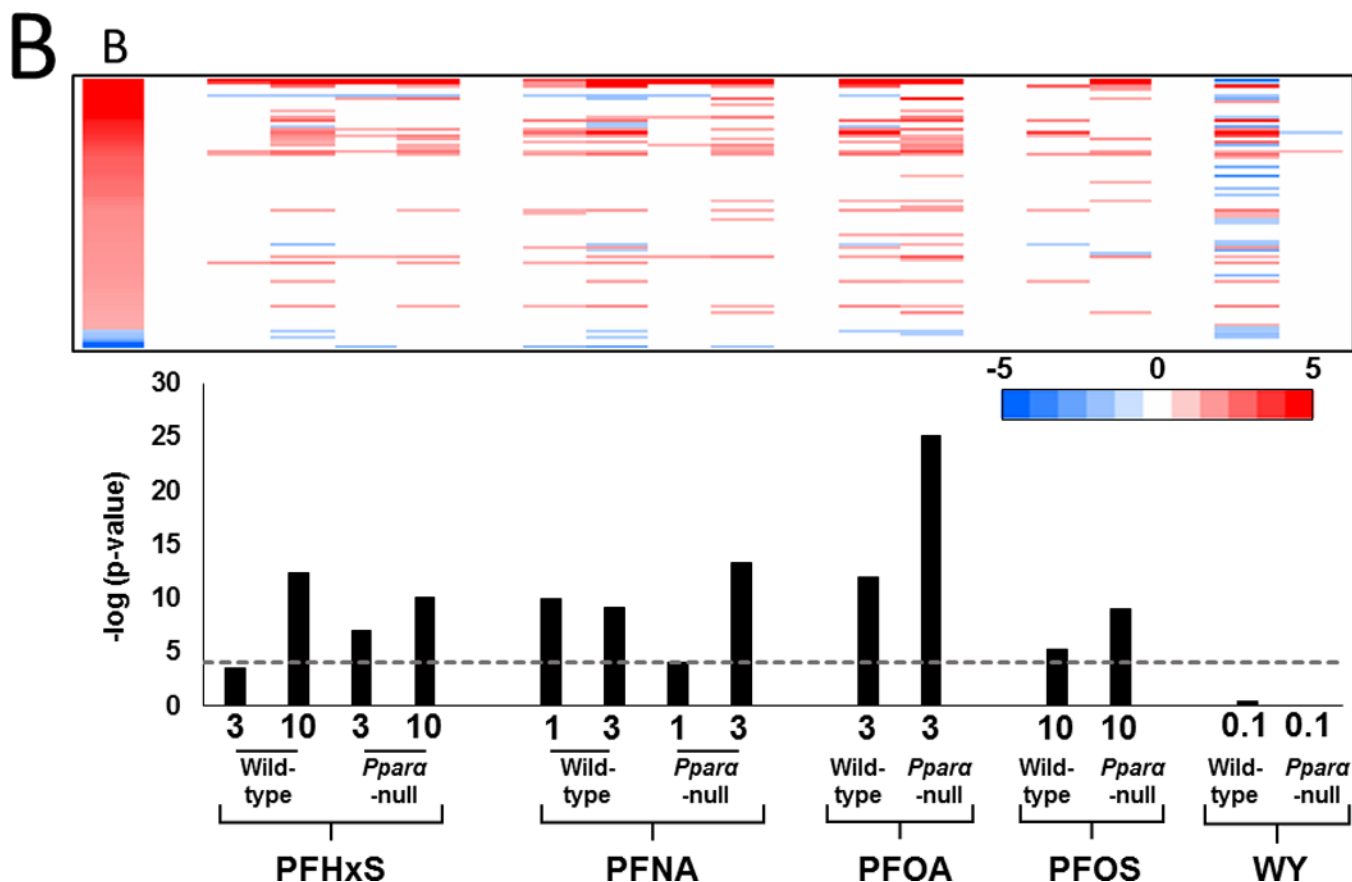 B
B
-5 0 5
30
25
20
15
10
5
0
-log (p-value)
3 10 3 10 1 3 1 3 3 3 10 10 0.1 0.1
Wild- Pparα Wild- Pparα Wild- Pparα Wild- Pparα Wild- Pparα
type -null type -null type -null type -null type -null
PFHxS PFNA PFOA PFOS WY